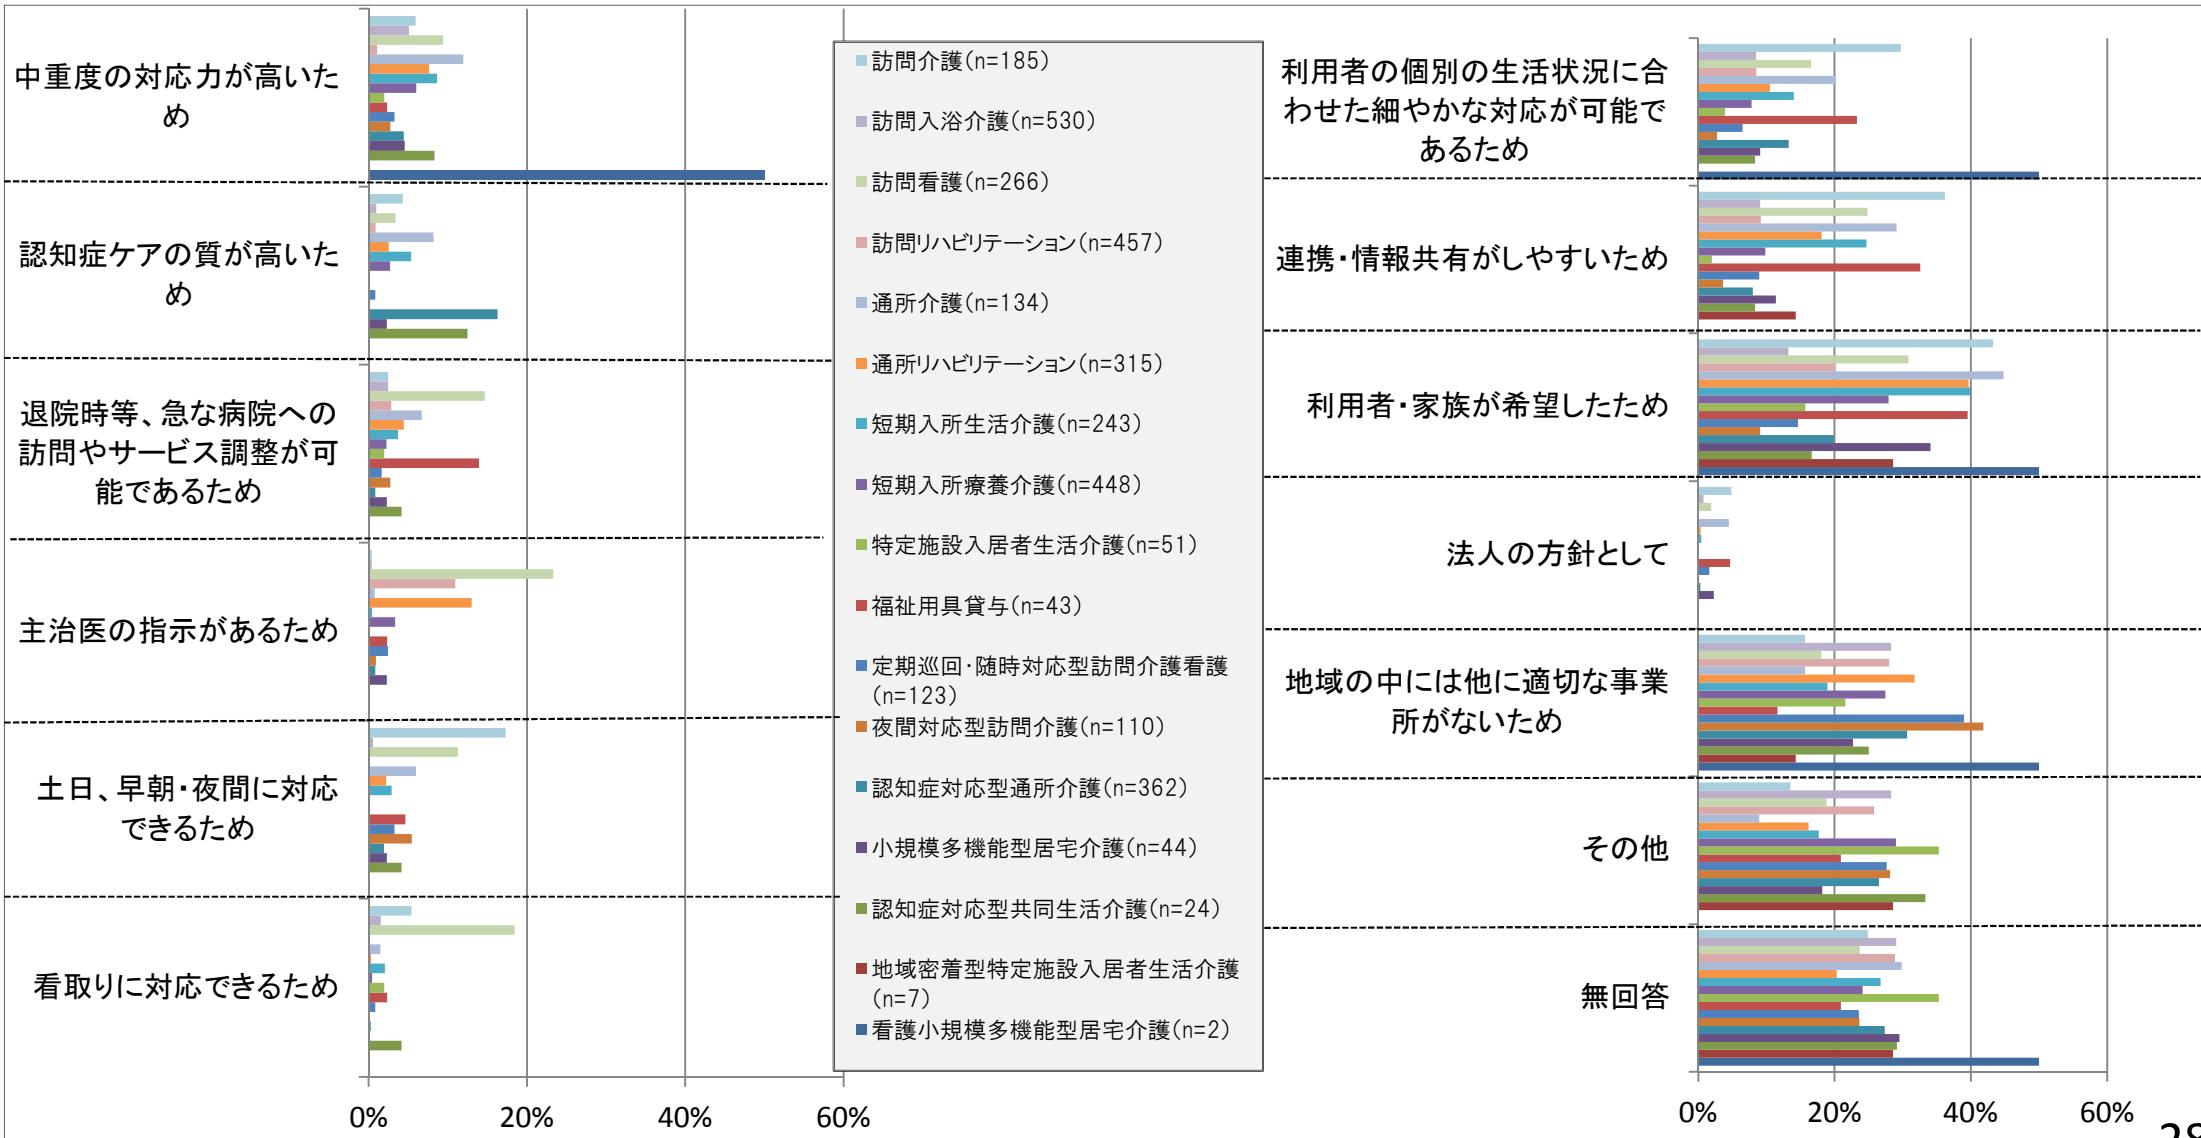 中重度の対応力が高いた
め
認知症ケアの質が高いた
め
退院時等、急な病院への
訪問やサービス調整が可
能であるため
主治医の指示があるため
土日、早朝・夜間に対応
できるため
看取りに対応できるため
0%
20%
40%
60%
訪問介護(n=185)
訪問入浴介護(n=530)
訪問看護(n=266)
訪問リハビリテーション(n=457)
通所介護(n=134)
通所リハビリテーション(n=315)
短期入所生活介護(n=243)
短期入所療養介護(n=448)
特定施設入居者生活介護(n=51)
福祉用具貸与(n=43)
定期巡回・随時対応型訪問介護看護
(n=123)
夜間対応型訪問介護(n=110)
認知症対応型通所介護(n=362)
小規模多機能型居宅介護(n=44)
認知症対応型共同生活介護(n=24)
地域密着型特定施設入居者生活介護
(n=7)
看護小規模多機能型居宅介護(n=2)
利用者の個別の生活状況に合
わせた細やかな対応が可能で
あるため
連携・情報共有がしやすいため
利用者・家族が希望したため
法人の方針として
地域の中には他に適切な事業
所がないため
その他
無回答
0%
20%
40%
60%